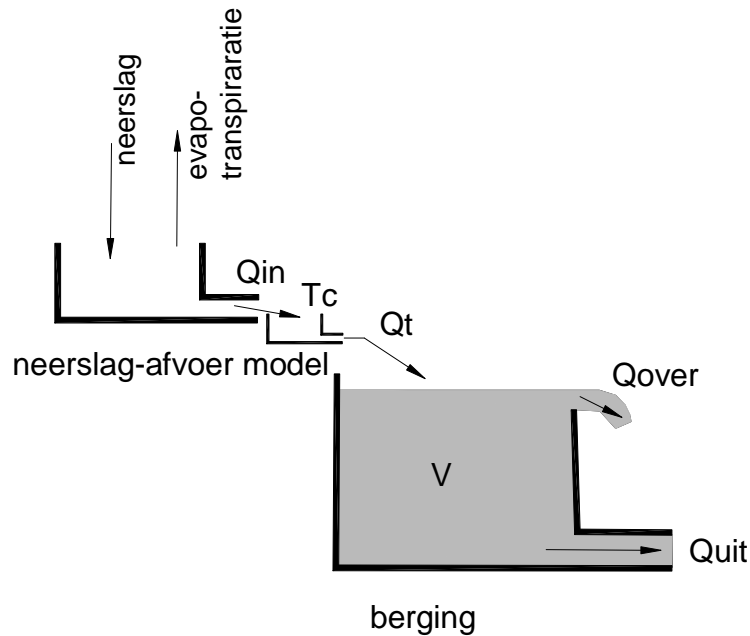 neerslag
evapo-
transpiraratie
Qin
Tc
Qt
neerslag-afvoer model
Qover
V
Quit
berging